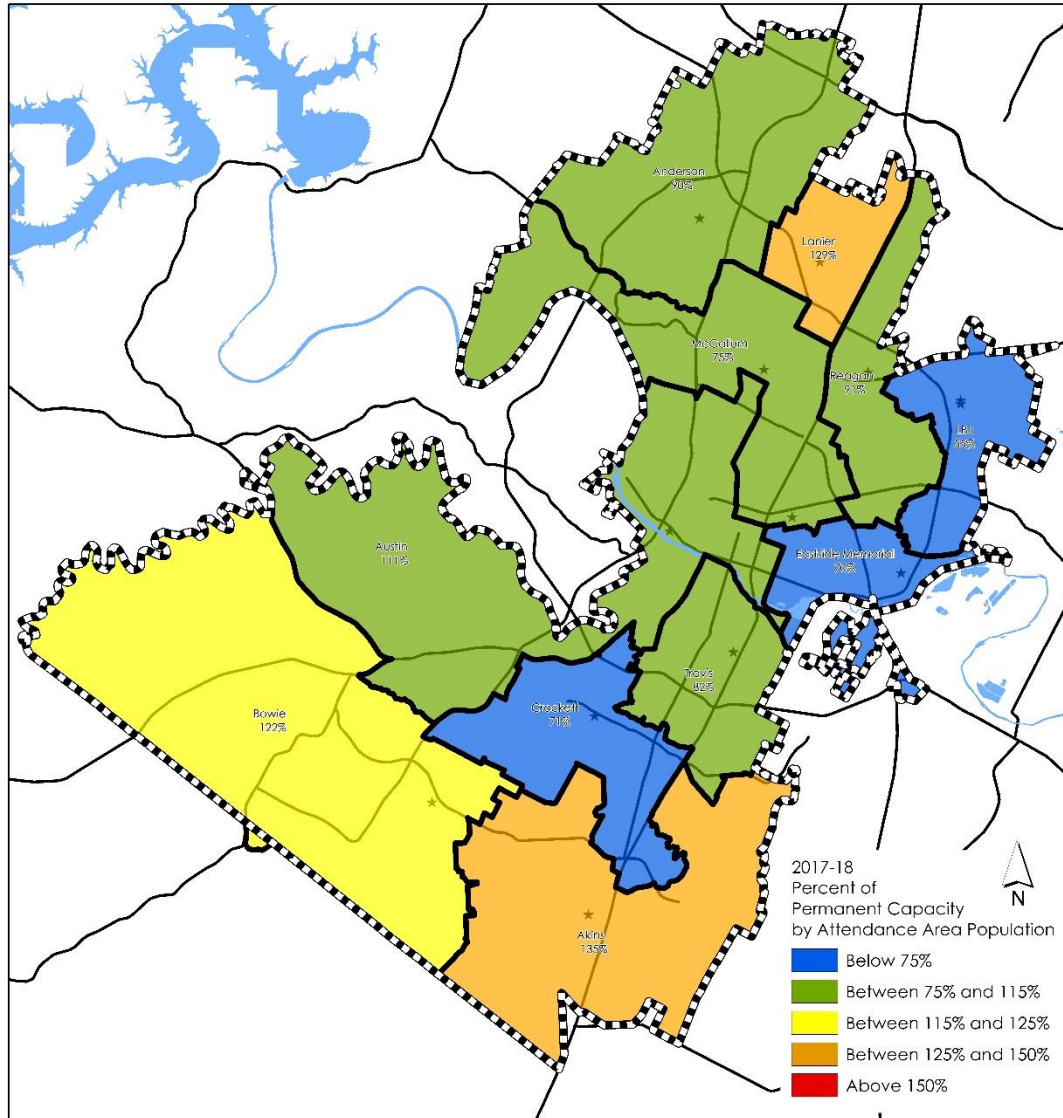 Anderson
90%
Lanier
129%
McCallum
75%
Reagan
91%
LBJ
55%
Eastside Memorial
70%
Austin
111%
Travis
82%
Crockett
71%
Bowie
122%
Akins
135%
N
2017-18
Percent of
Permanent Capacity
by Attendance Area Population
Below 75%
Between 75% and 115%
Between 115% and 125%
Between 125% and 150%
Above 150%